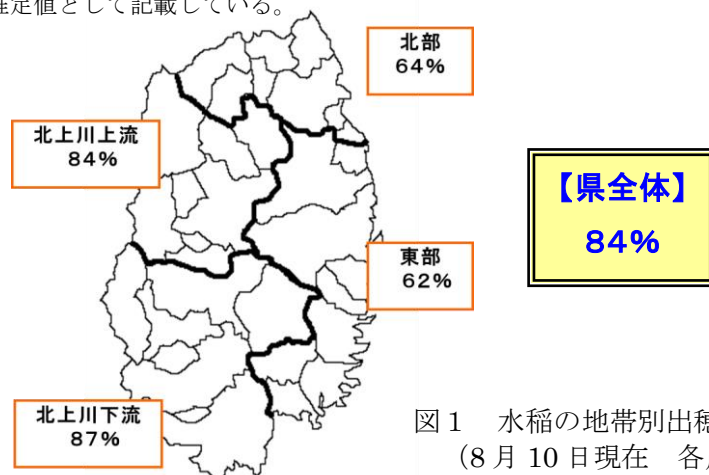 推定値として記載している。
北部
64%
北上川上流
84%
【県全体】
84%
東部
62%
北上川下流
87%
図1 水稲の地帯別出穂
(8月10日現在 各